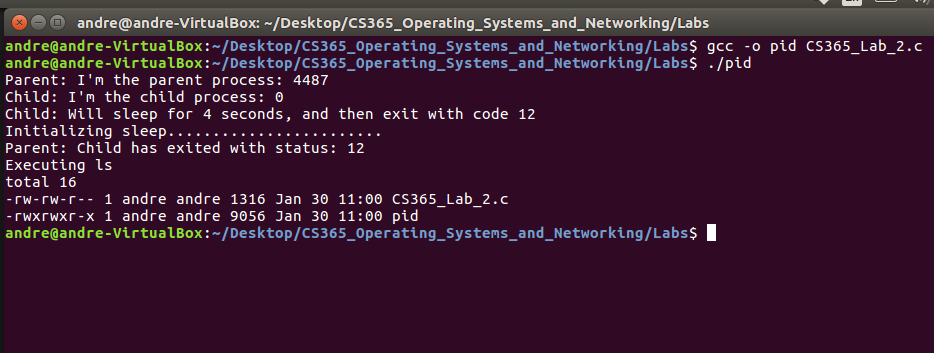 andre@andre-VirtualBox: ~/Desktop/CS365_Operating_Systems_and_Networking/Labs
andre@andre-VirtualBox:~/Desktop/CS365_Operating_Systems_and_Networking/Labs$ gcc -o pid CS365_Lab_2.c
andre@andre-VirtualBox:~/Desktop/CS365_Operating_Systems_and_Networking/Labs$ ./pid
Parent: I'm the parent process: 4487
Child: I'm the child process: 0
Child: Will sleep for 4 seconds, and then exit with code 12
Initializing sleep........................
Parent: Child has exited with status: 12
Executing ls
total 16
-rw-rw-r-- 1 andre andre 1316 Jan 30 11:00 CS365_Lab_2.c
-rwxrwxr-x 1 andre andre 9056 Jan 30 11:00 pid
andre@andre-VirtualBox:~/Desktop/CS365_Operating_Systems_and_Networking/Labs$